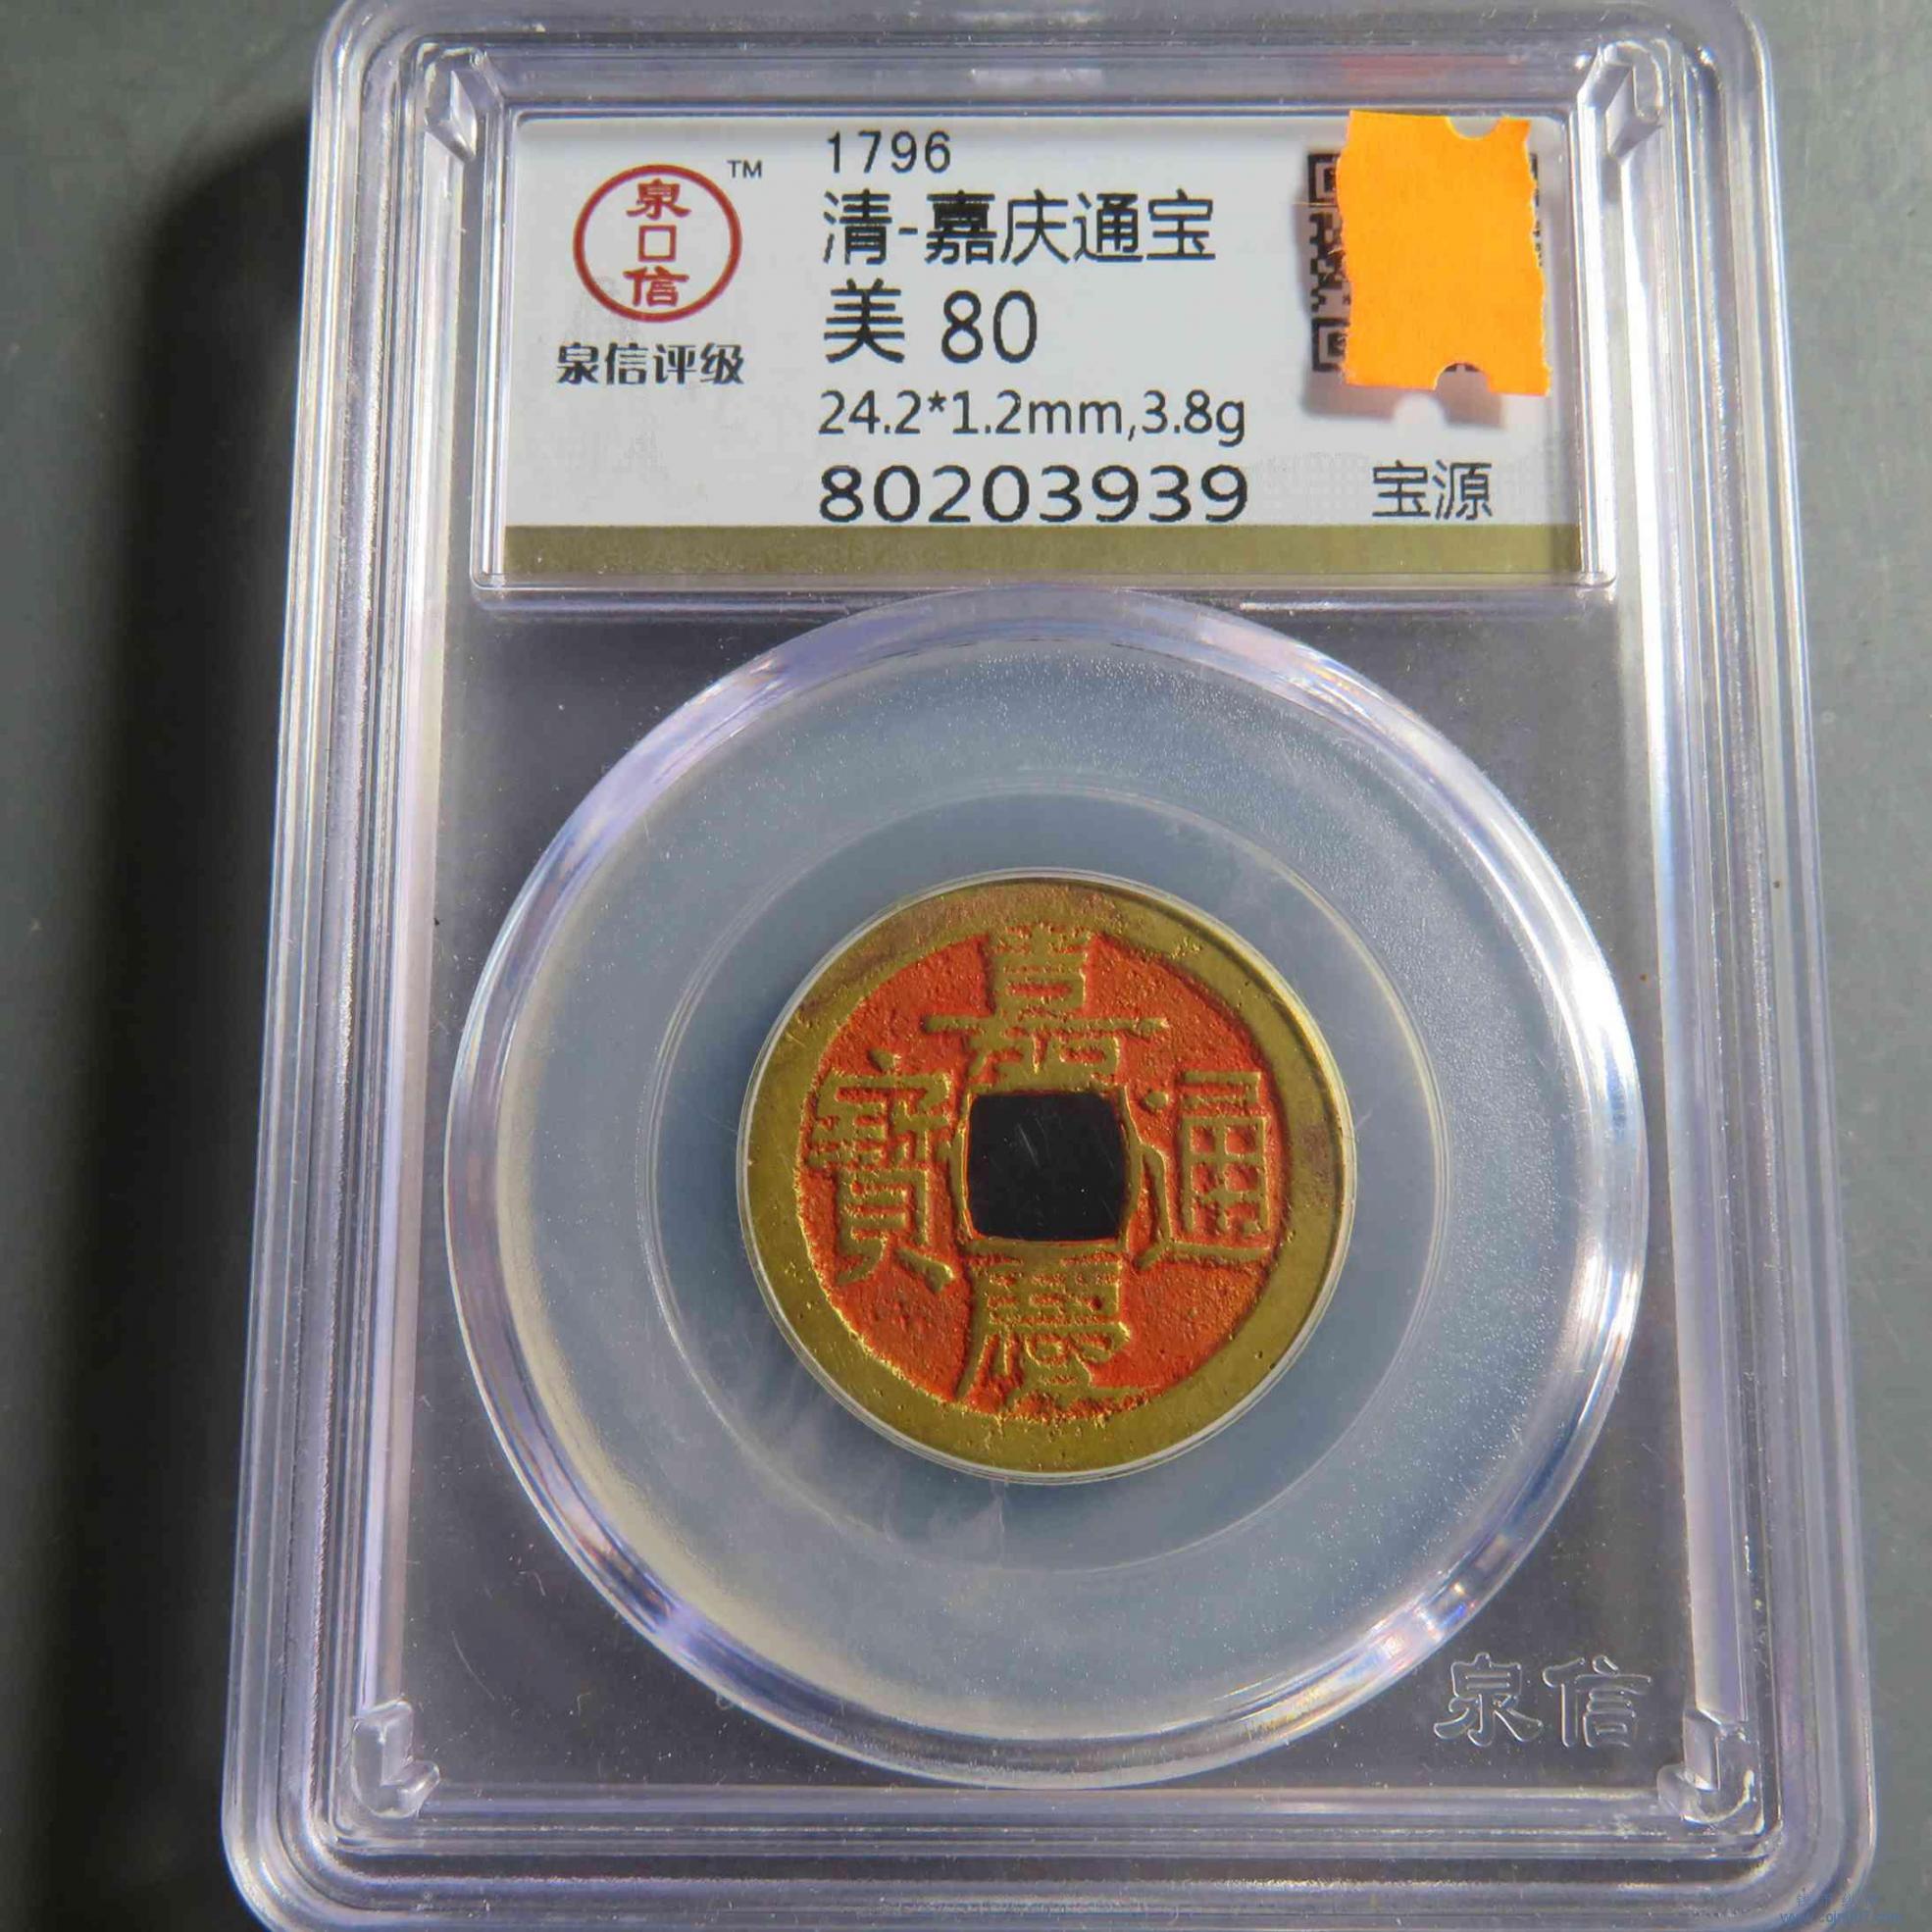 泉
信
TM
泉信评级
1796
清-嘉庆通宝
美 80
24.2*1.2mm,3.8g
80203939
宝源
嘉
寶 通
慶
泉信